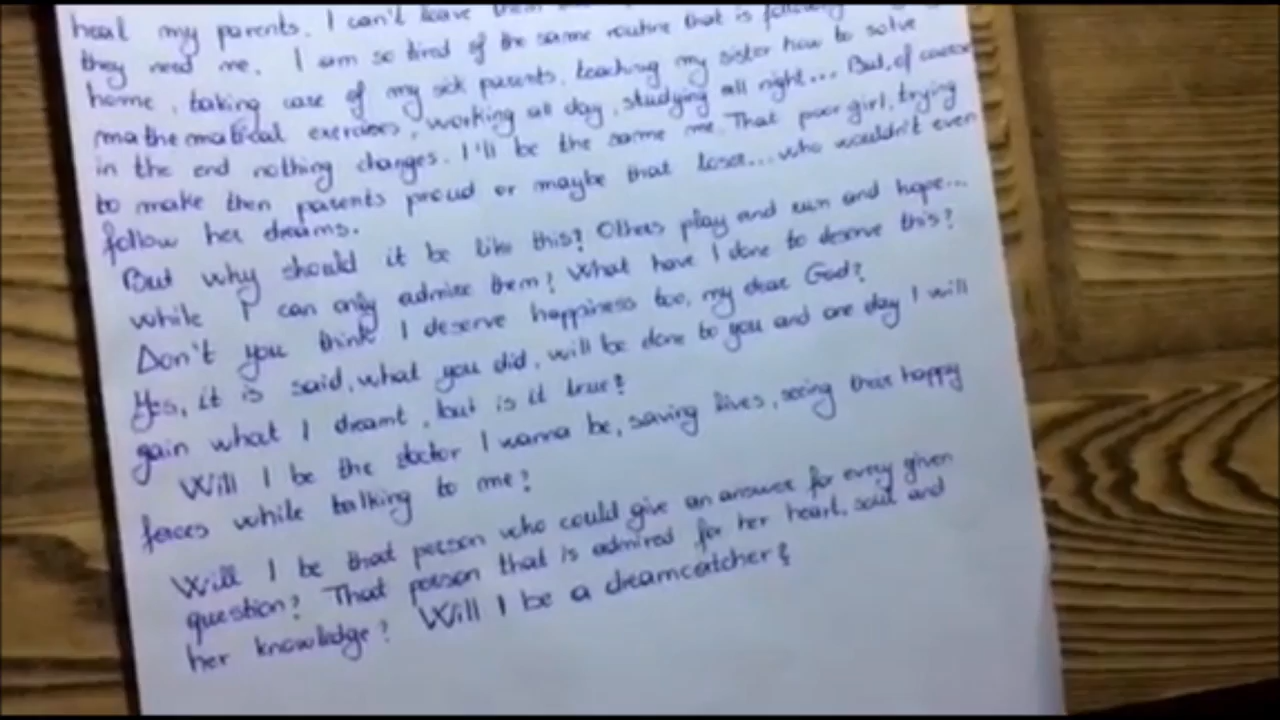 heal my parents. I can't leave them
they need me. I am so tired of the same routine that is following
home, taking care of my sick parents, teaching my sister how to solve
mathematical exercises, working all day, studying all night... But, of course
in the end nothing changes. I'll be the same me. That poor girl, trying
to make then parents proud or maybe that loser... who wouldn't even
follow her dreams.
But why should it be like this? Others play and run and hope...
while I can only admire them? What have I done to deserve this?
Don't you think I deserve happiness too, my dear God?
Yes, it is said, what you did, will be done to you and one day I will
gain what I dreamt, but is it true?
Will I be the doctor I wanna be, saving lives, seeing their happy
faces while talking to me?
Will I be that person who could give an answer for every given
question? That person that is admired for her heart, soul and
her knowledge? Will I be a dreamcatcher?